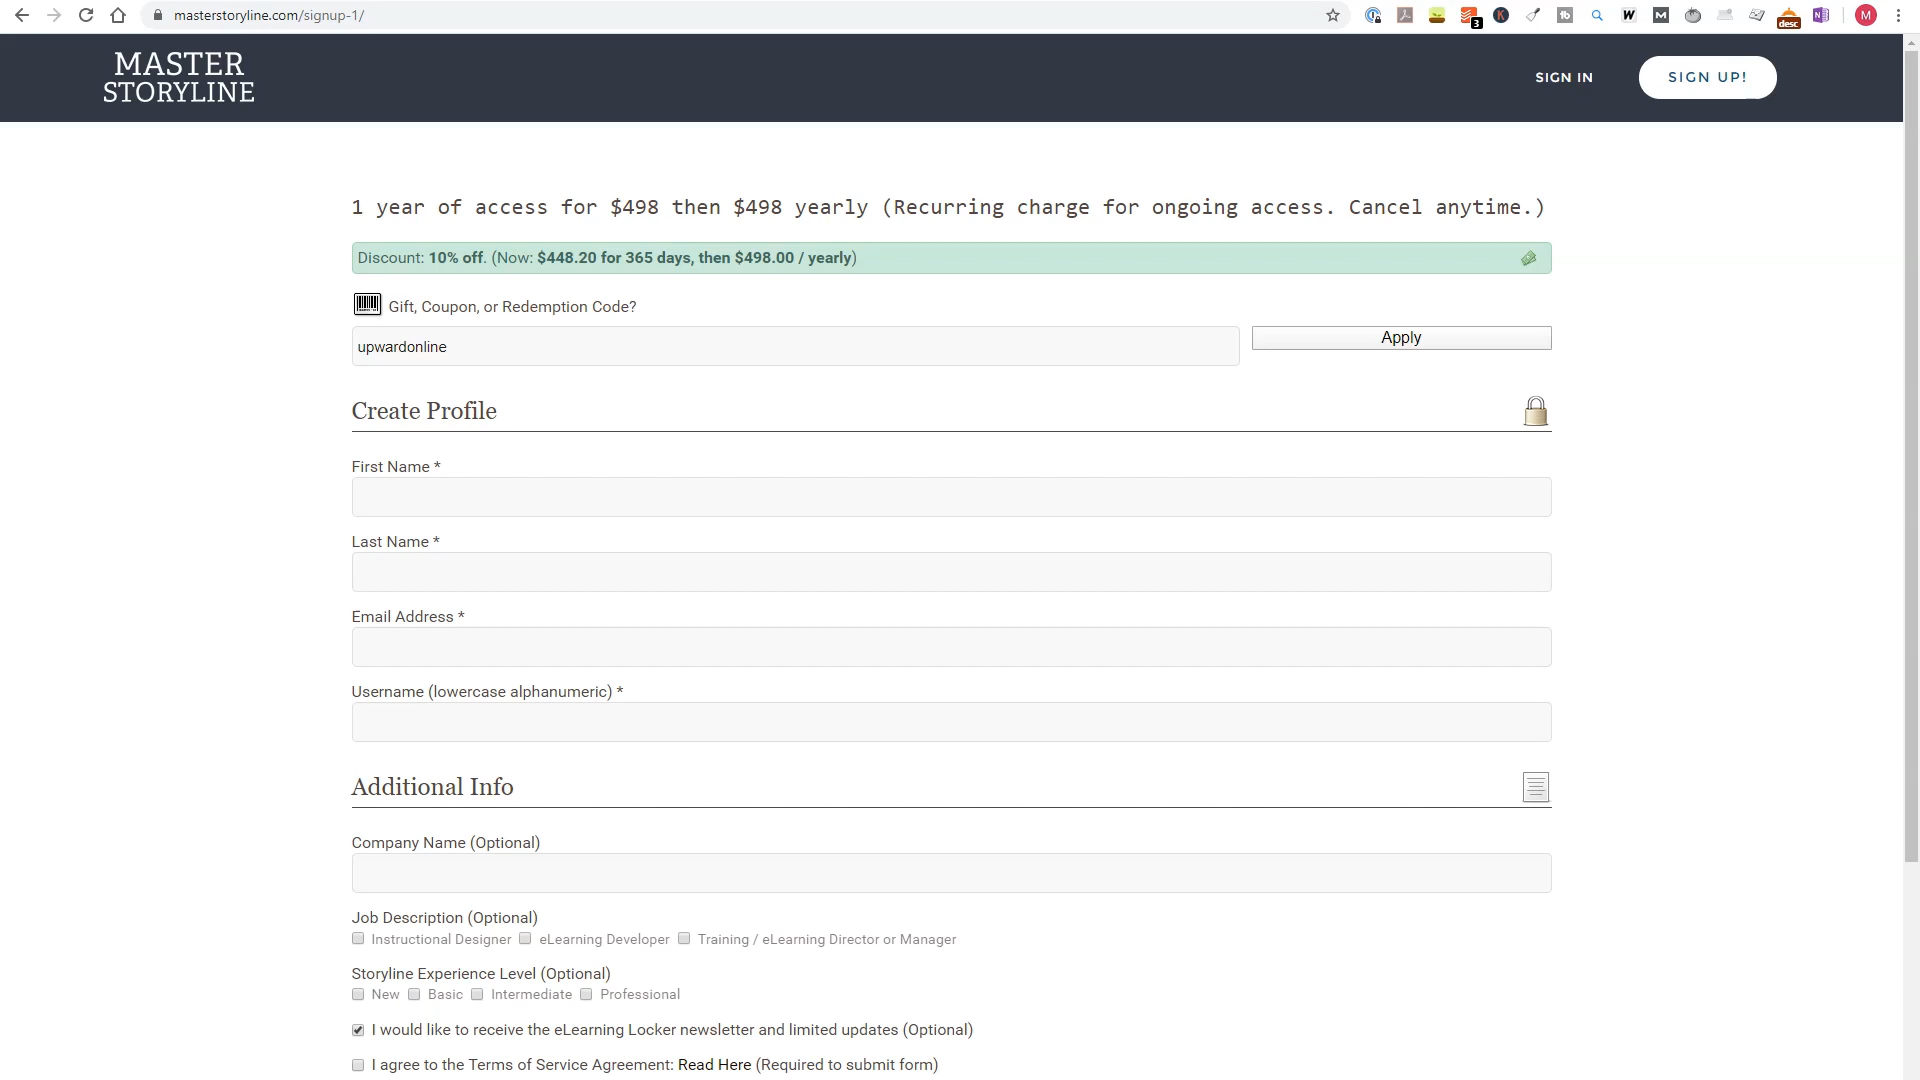 masterstoryline.com/signup-1/
3
desc
M
MASTER
STORYLINE
SIGN IN
SIGN UP!
1 year of access for $498 then $498 yearly (Recurring charge for ongoing access. Cancel anytime.)
Discount: 10% off. (Now: $448.20 for 365 days, then $498.00 / yearly)
Gift, Coupon, or Redemption Code?
upwardonline
Apply
Create Profile
First Name *
Last Name *
Email Address *
Username (lowercase alphanumeric) *
Additional Info
Company Name (Optional)
Job Description (Optional)
Instructional Designer eLearning Developer Training / eLearning Director or Manager
Storyline Experience Level (Optional)
New Basic Intermediate Professional
I would like to receive the eLearning Locker newsletter and limited updates (Optional)
I agree to the Terms of Service Agreement: Read Here (Required to submit form)